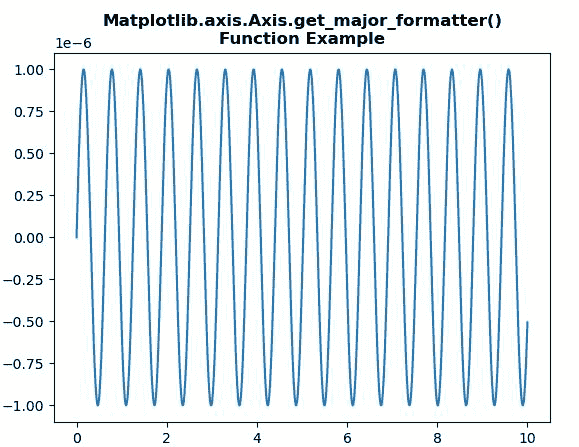 Matplotlib.axis.Axis.get_major_formatter()
Function Example
1e−6
1.00
0.75
0.50
0.25
0.00
−0.25
−0.50
−0.75
−1.00
0 2 4 6 8 10